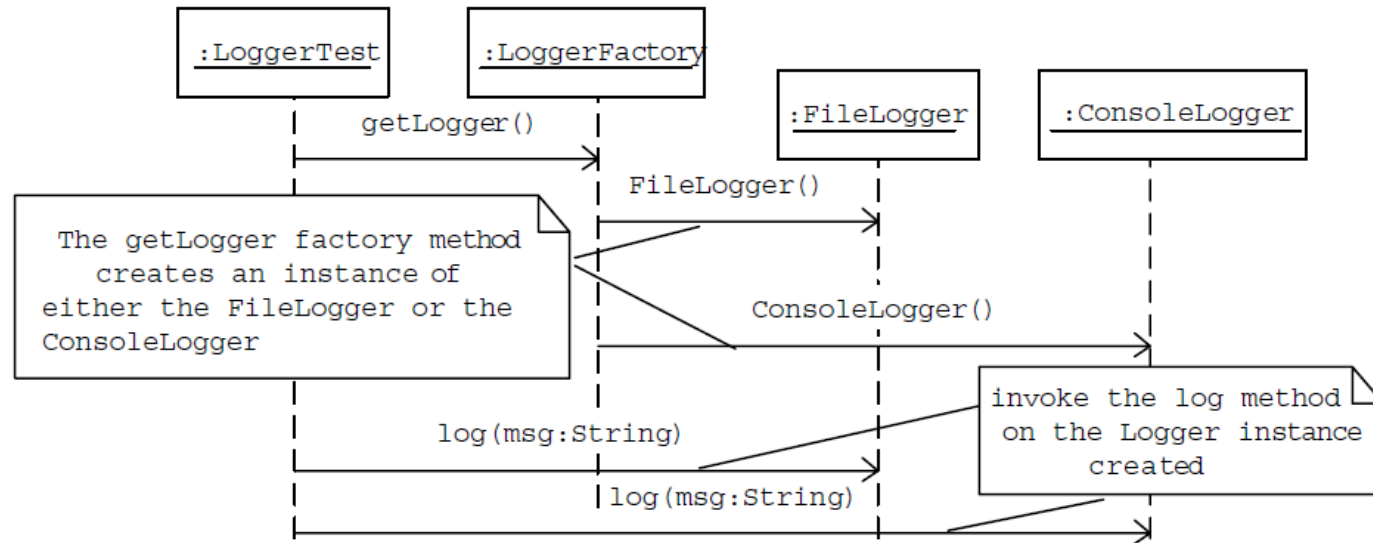 :LoggerTest
:LoggerFactory
:FileLogger
:ConsoleLogger
getLogger()
FileLogger()
The getLogger factory method
creates an instance of
either the FileLogger or the
ConsoleLogger
ConsoleLogger()
invoke the log method
on the Logger instance
created
log(msg:String)
log(msg:String)